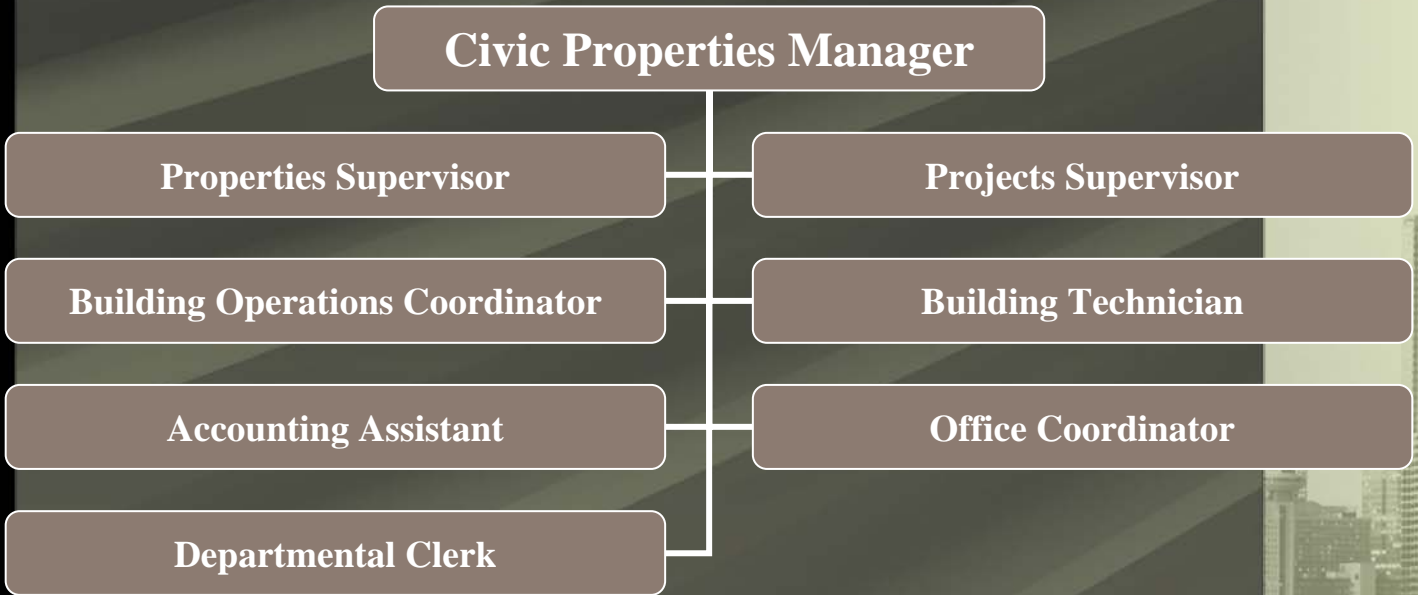 Civic Properties Manager
Properties Supervisor
Projects Supervisor
Building Operations Coordinator
Building Technician
Accounting Assistant
Office Coordinator
Departmental Clerk